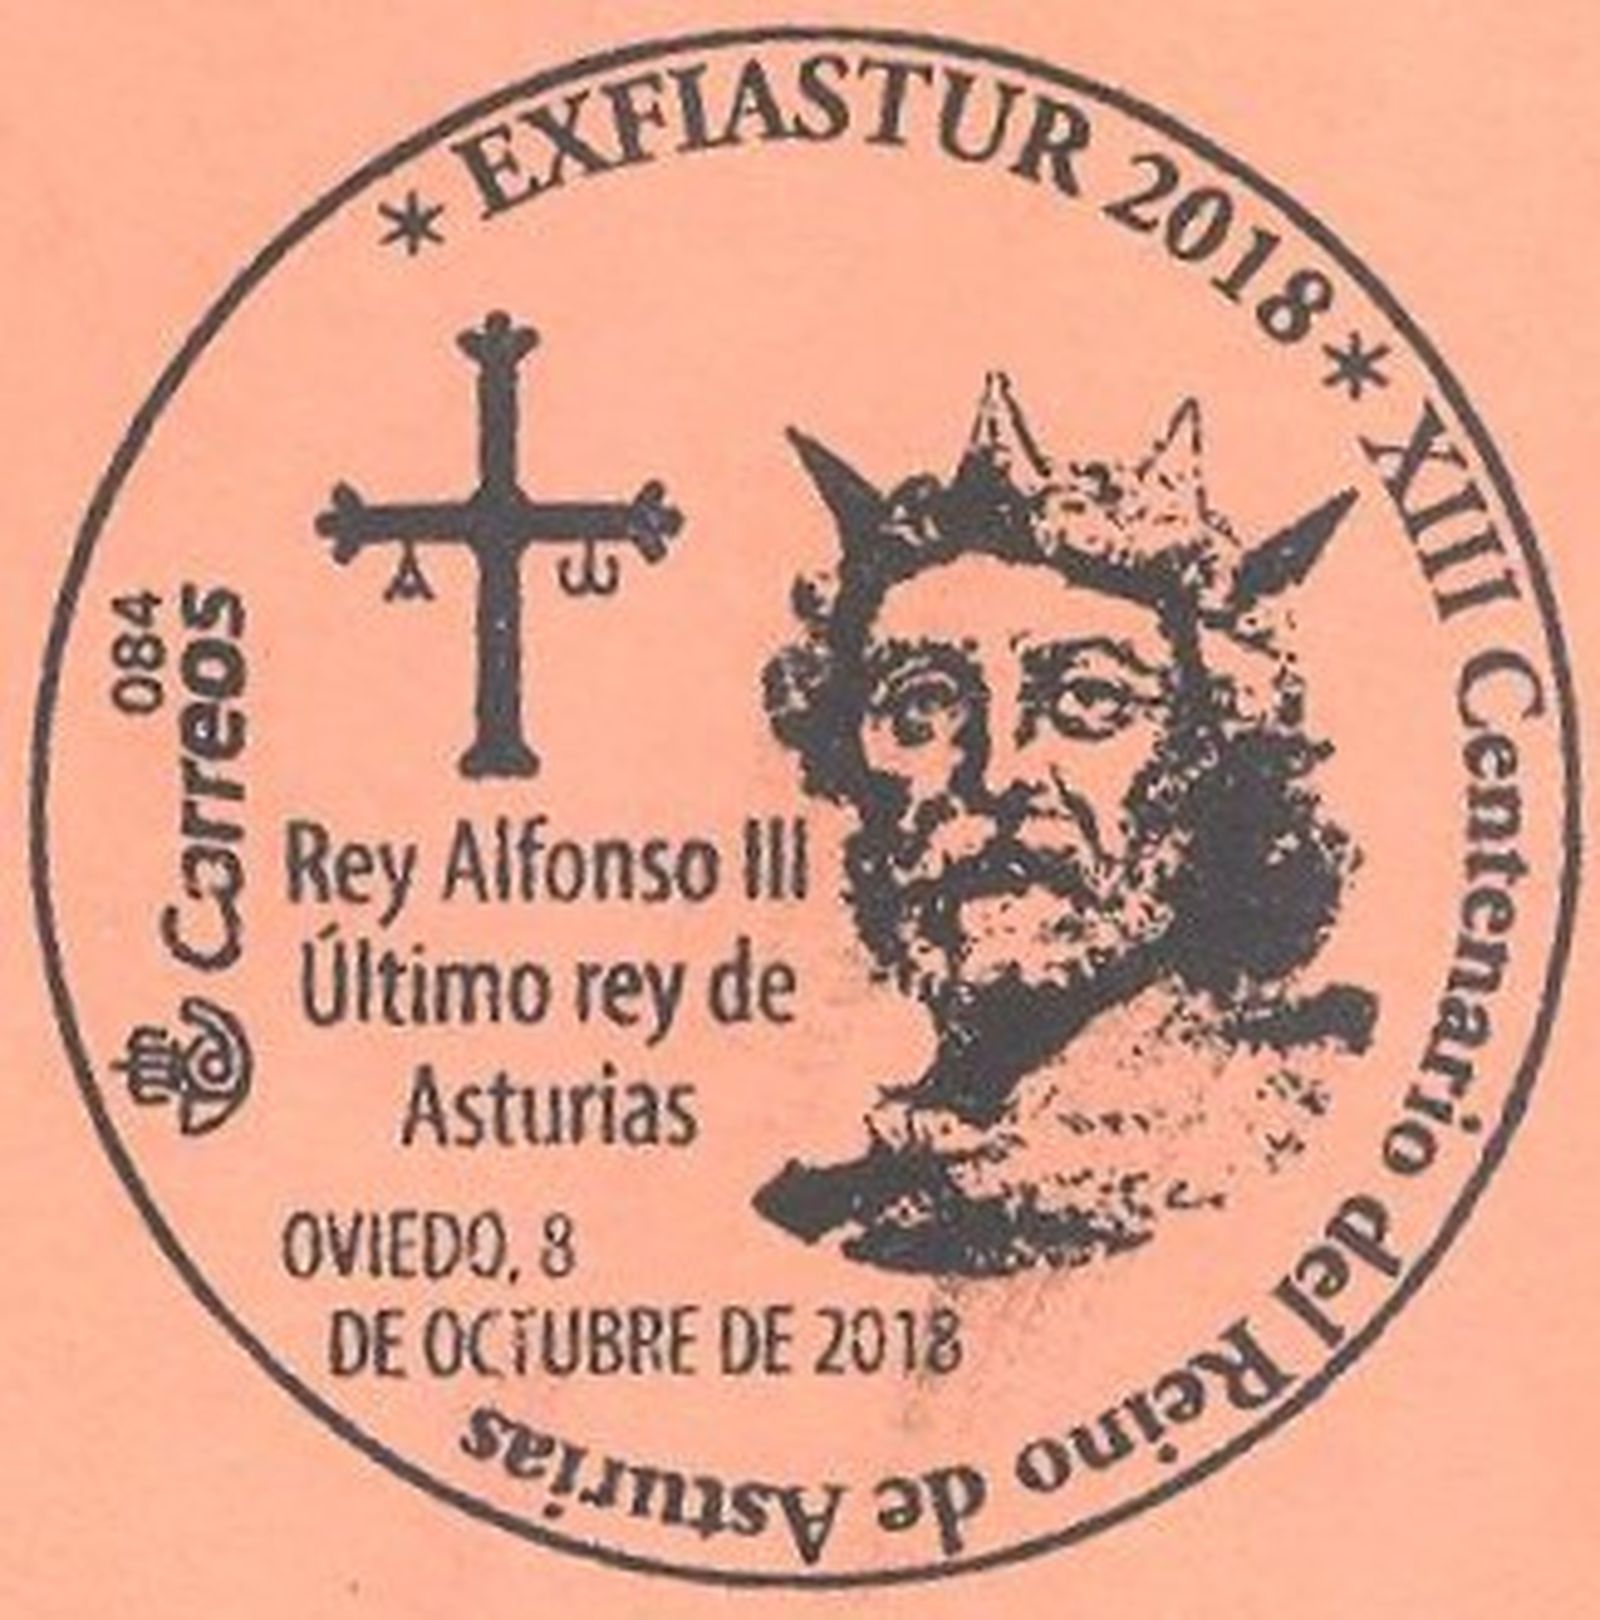 * EXFIASTUR 2018 * XIII Centenario del Reino de Asturias
084
Correos
A ω
Rey Alfonso III
Último rey de
Asturias
OVIEDO, 8
DE OCTUBRE DE 2018